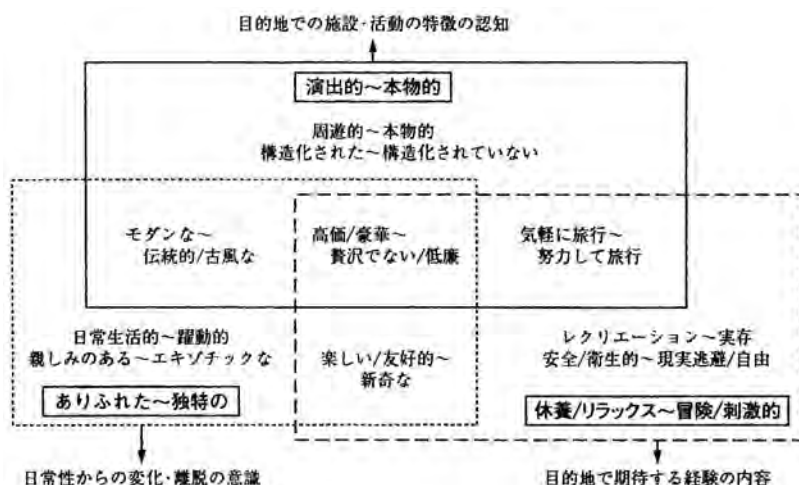 目的地での施設・活動の特徴の認知
演出的～本物的
周遊的～本物的
構造化された～構造化されていない
モダンな～
伝統的/古風な
高価/豪華～
贅沢でない/低廉
気軽に旅行～
努力して旅行
日常生活的～躍動的
親しみのある～エキゾチックな
ありふれた～独特の
楽しい/友好的～
新奇な
レクリエーション～実存
安全/衛生的～現実逃避/自由
休養/リラックス～冒険/刺激的
日常性からの変化・離脱の意識
目的地で期待する経験の内容